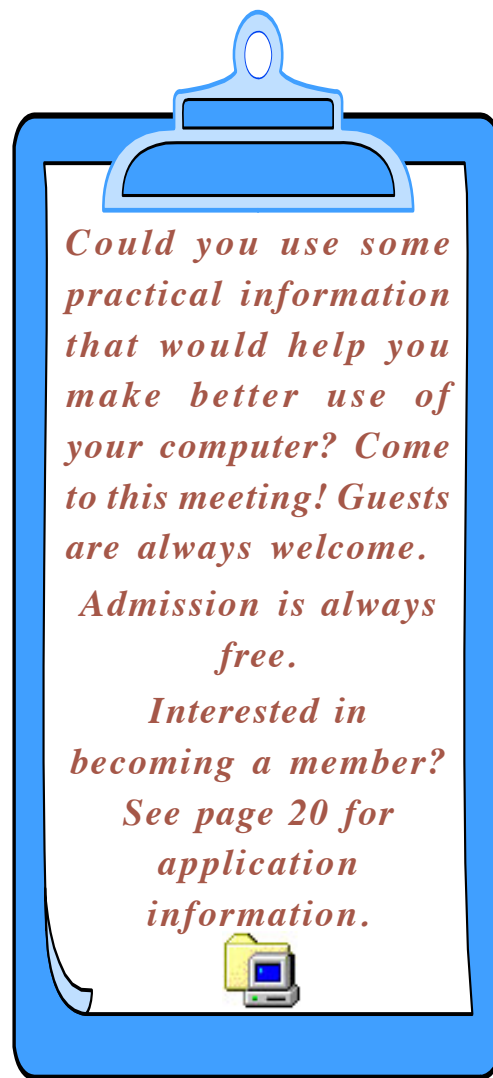 Could you use some
practical information
that would help you
make better use of
your computer? Come
to this meeting! Guests
are always welcome.
Admission is always
free.
Interested in
becoming a member?
See page 20 for
application
information.